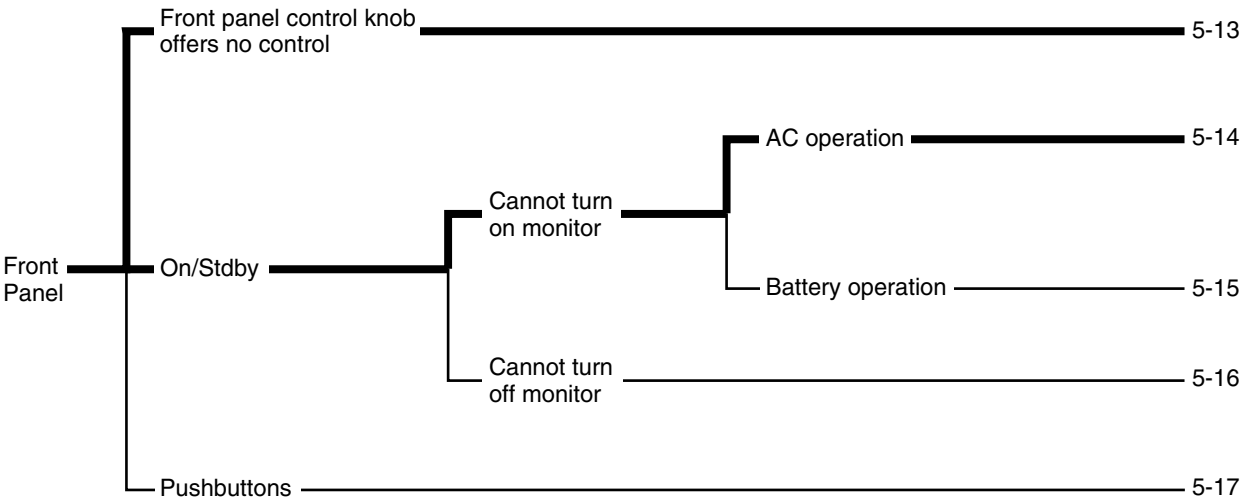 Front panel control knob
offers no control
5-13
AC operation
5-14
Cannot turn
on monitor
Front
Panel
On/Stdby
Battery operation
5-15
Cannot turn
off monitor
5-16
Pushbuttons
5-17